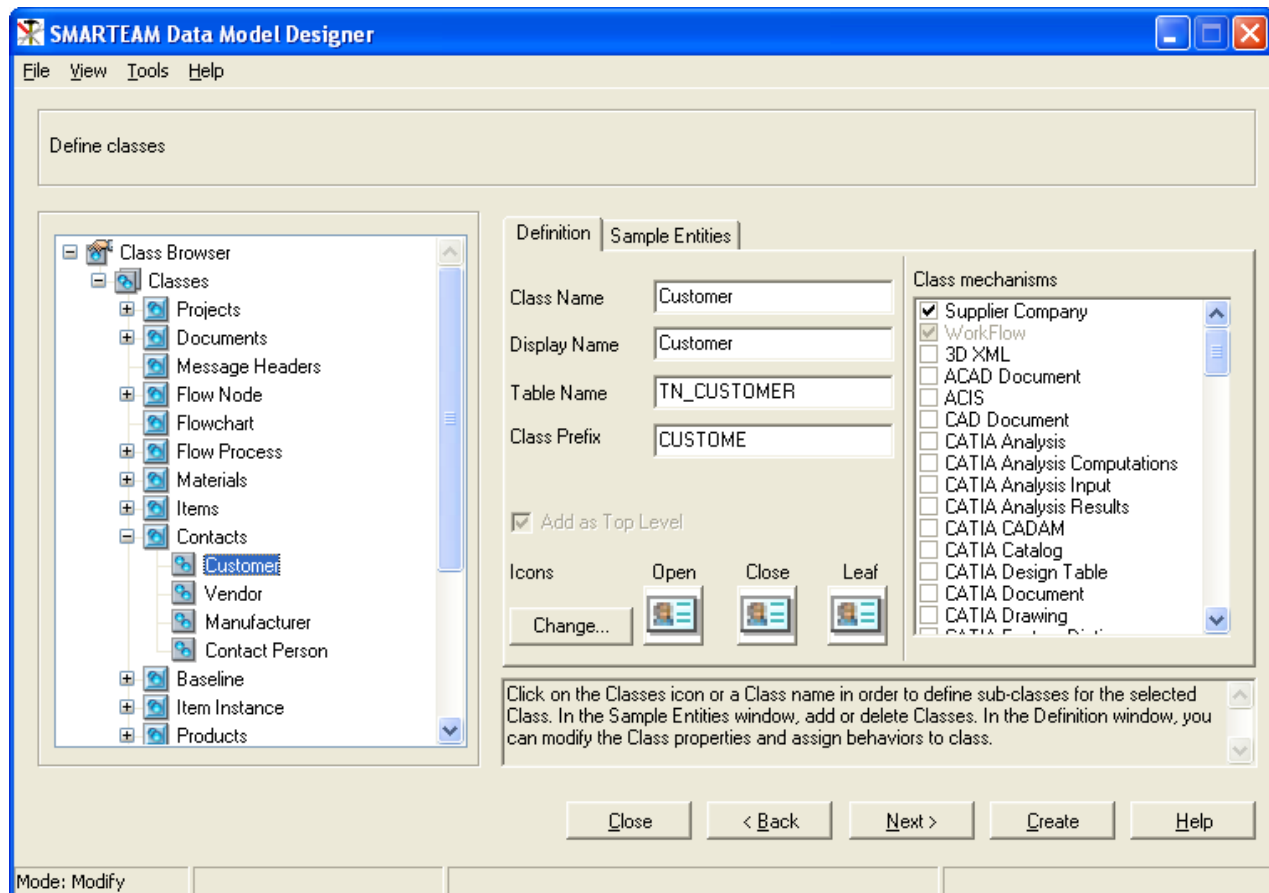 SMARTEAM Data Model Designer
File View Tools Help
Define classes
Class Browser
Classes
Projects
Documents
Message Headers
Flow Node
Flowchart
Flow Process
Materials
Items
Contacts
Customer
Vendor
Manufacturer
Contact Person
Baseline
Item Instance
Products
Definition Sample Entities
Class Name Customer
Display Name Customer
Table Name TN_CUSTOMER
Class Prefix CUSTOME
Add as Top Level
Icons Open Close Leaf
Change...
Class mechanisms
Supplier Company
WorkFlow
3D XML
ACAD Document
ACIS
CAD Document
CATIA Analysis
CATIA Analysis Computations
CATIA Analysis Input
CATIA Analysis Results
CATIA CADAM
CATIA Catalog
CATIA Design Table
CATIA Document
CATIA Drawing
Click on the Classes icon or a Class name in order to define sub-classes for the selected
Class. In the Sample Entities window, add or delete Classes. In the Definition window, you
can modify the Class properties and assign behaviors to class.
Close < Back Next > Create Help
Mode: Modify